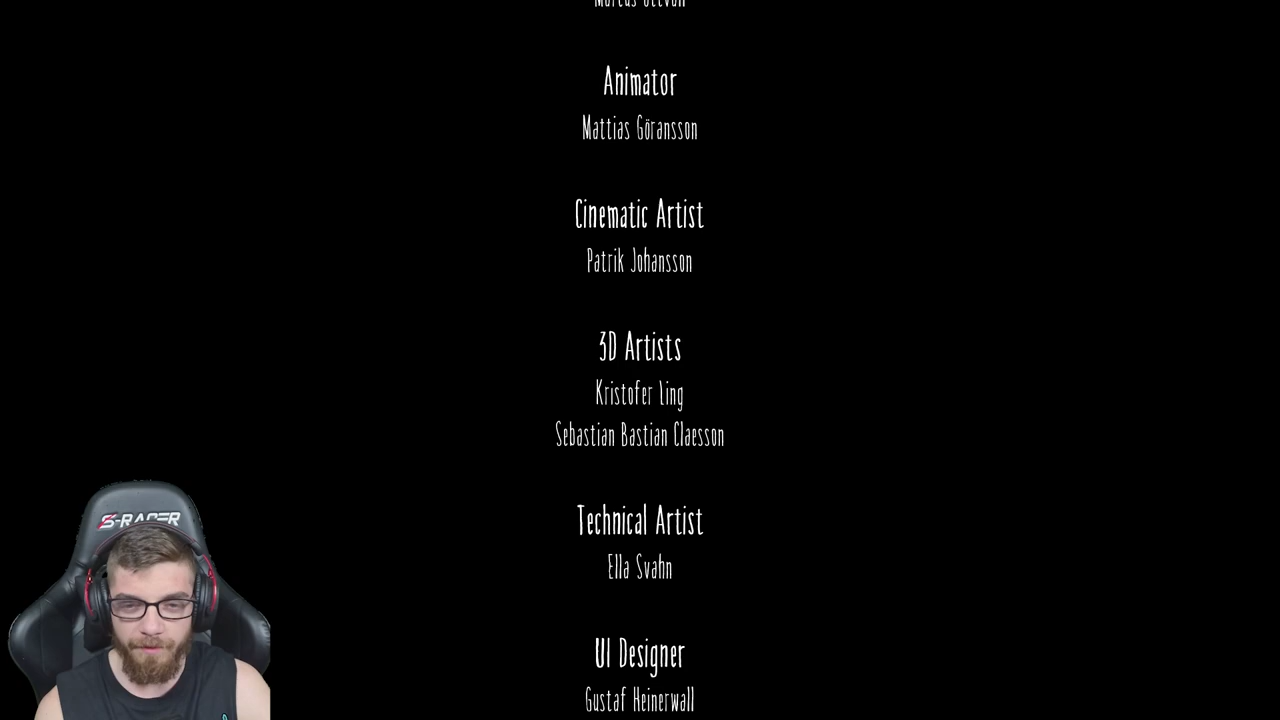 Animator
Mattias Göransson
Cinematic Artist
Patrik Johansson
3D Artists
Kristofer Ling
Sebastian Bastian Claesson
Technical Artist
Ella Svahn
UI Designer
Gustaf Heinerwall
S-RACER